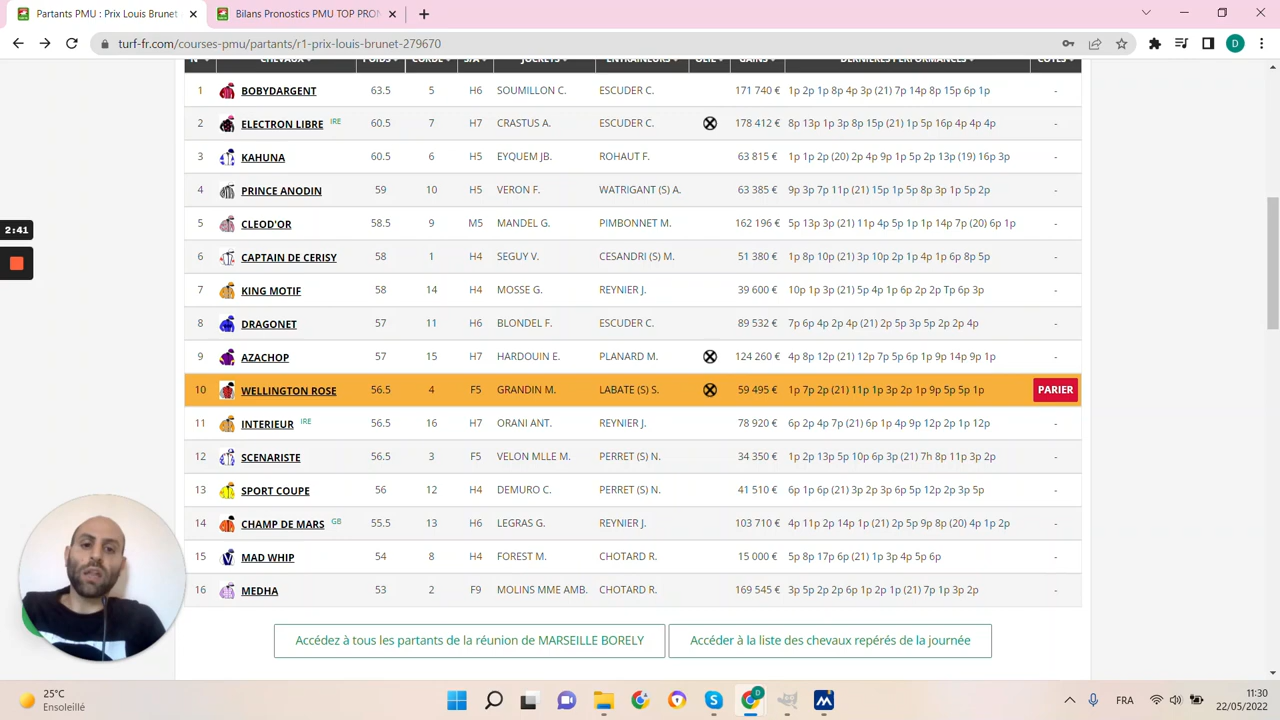 Partants PMU : Prix Louis Brunet
Bilans Pronostics PMU TOP PRON
turf-fr.com/courses-pmu/partants/r1-prix-louis-brunet-279670
D
N° CHEVAUX POIDS CORDE S/A JOCKEYS ENTRAINEURS OEIL GAINS DERNIÈRES PERFORMANCES COTES
1 BOBYDARGENT 63.5 5 H6 SOUMILLON C. ESCUDER C. 171 740 € 1p 2p 1p 8p 4p 3p (21) 7p 14p 3p 15p 6p 1p -
2 ELECTRON LIBRE IRE 60.5 7 H7 CRASTUS A. ESCUDER C. 178 412 € 8p 13p 1p 3p 8p 15p (21) 1p 5p 16p 4p 4p 4p -
3 KAHUNA 60.5 6 H5 EYQUEM JB. ROHAUT F. 63 815 € 1p 1p 2p (20) 2p 4p 9p 1p 5p 2p 13p (19) 16p 3p -
4 PRINCE ANODIN 59 10 H5 VERON F. WATRIGANT (S) A. 63 385 € 9p 3p 7p 11p (21) 15p 1p 5p 8p 3p 1p 5p 2p -
5 CLEOD'OR 58.5 9 M5 MANDEL G. PIMBONNET M. 162 196 € 5p 13p 3p (21) 11p 4p 5p 1p 1p 14p 7p (20) 6p 1p -
6 CAPTAIN DE CERISY 58 1 H4 SEGUY V. CESANDRI (S) M. 51 380 € 1p 8p 10p (21) 3p 10p 2p 1p 4p 1p 6p 8p 5p -
7 KING MOTIF 58 14 H4 MOSSE G. REYNIER J. 39 600 € 10p 1p 3p (21) 5p 4p 1p 6p 2p 2p Tp 6p 3p -
8 DRAGONET 57 11 H6 BLONDEL F. ESCUDER C. 89 532 € 7p 6p 4p 2p 4p (21) 2p 5p 3p 5p 2p 2p 4p -
9 AZACHOP 57 15 H7 HARDOUIN E. PLANARD M. 124 260 € 4p 8p 12p (21) 12p 7p 5p 6p 1p 9p 14p 9p 1p -
10 WELLINGTON ROSE 56.5 4 F5 GRANDIN M. LABATE (S) S. 59 495 € 1p 7p 2p (21) 11p 1p 3p 2p 1p 9p 5p 5p 1p PARIER
11 INTERIEUR IRE 56.5 16 H7 ORANI ANT. REYNIER J. 78 920 € 6p 2p 4p 7p (21) 6p 1p 4p 9p 12p 2p 1p 12p -
12 SCENARISTE 56.5 3 F5 VELON MLLE M. PERRET (S) N. 34 350 € 1p 2p 13p 5p 10p 6p 3p (21) 7h 8p 11p 3p 2p -
13 SPORT COUPE 56 12 H4 DEMURO C. PERRET (S) N. 41 510 € 6p 1p 6p (21) 3p 2p 3p 6p 5p 12p 2p 3p 5p -
14 CHAMP DE MARS GB 55.5 13 H6 LEGRAS G. REYNIER J. 103 710 € 4p 11p 2p 14p 1p (21) 2p 5p 9p 8p (20) 4p 1p 2p -
15 MAD WHIP 54 8 H4 FOREST M. CHOTARD R. 15 000 € 5p 8p 17p 6p (21) 1p 3p 4p 5p 6p -
16 MEDHA 53 2 F9 MOLINS MME AMB. CHOTARD R. 169 545 € 3p 5p 2p 2p 6p 1p 2p 1p (21) 7p 1p 3p 2p -
2:41
Accédez à tous les partants de la réunion de MARSEILLE BORELY
Accéder à la liste des chevaux repérés de la journée
25°C
Ensoleillé
FRA
11:30
22/05/2022